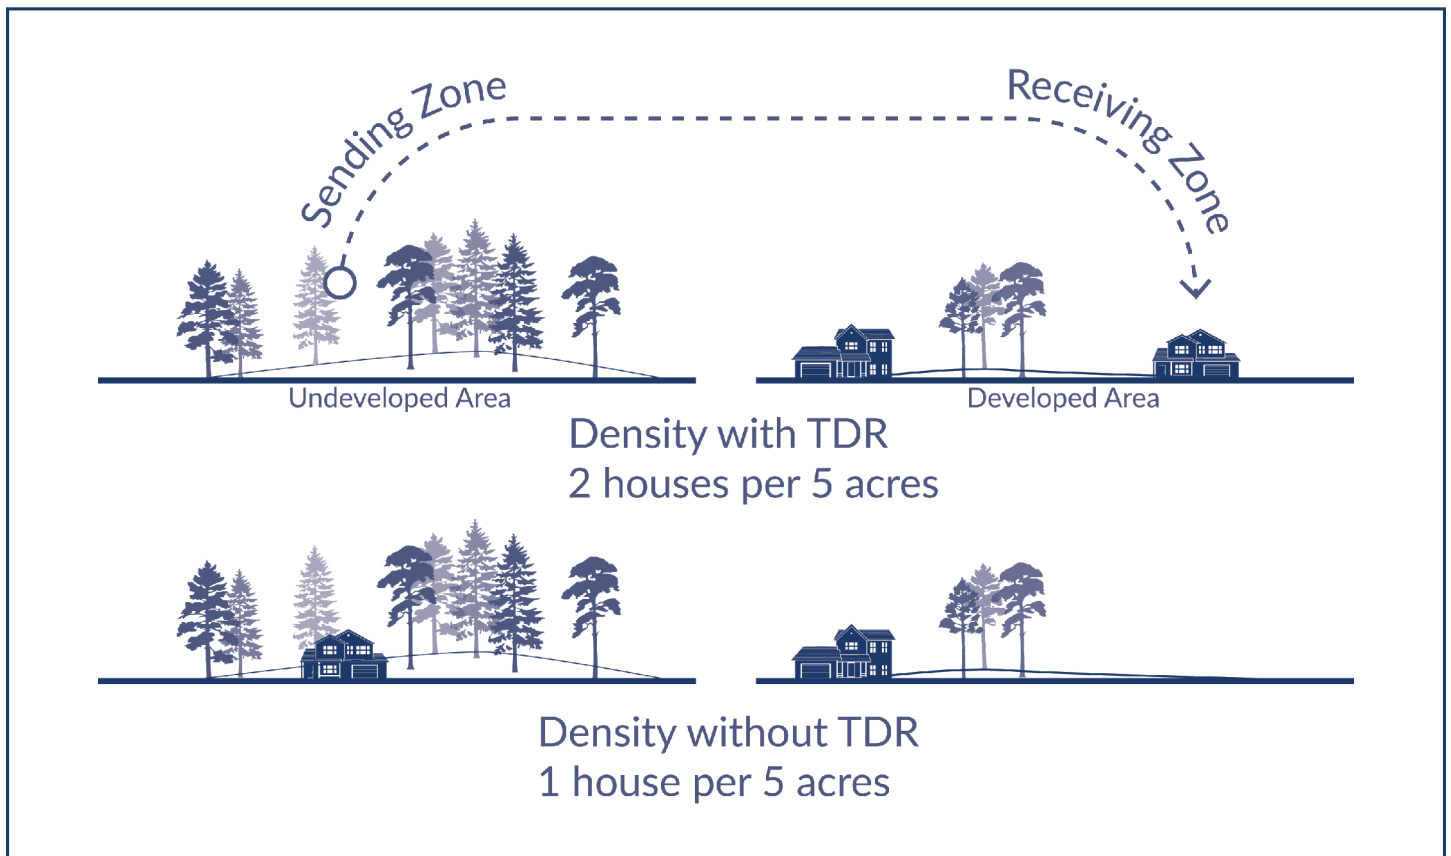 Sending Zone
Receiving Zone
Undeveloped Area
Developed Area
Density with TDR
2 houses per 5 acres
Density without TDR
1 house per 5 acres